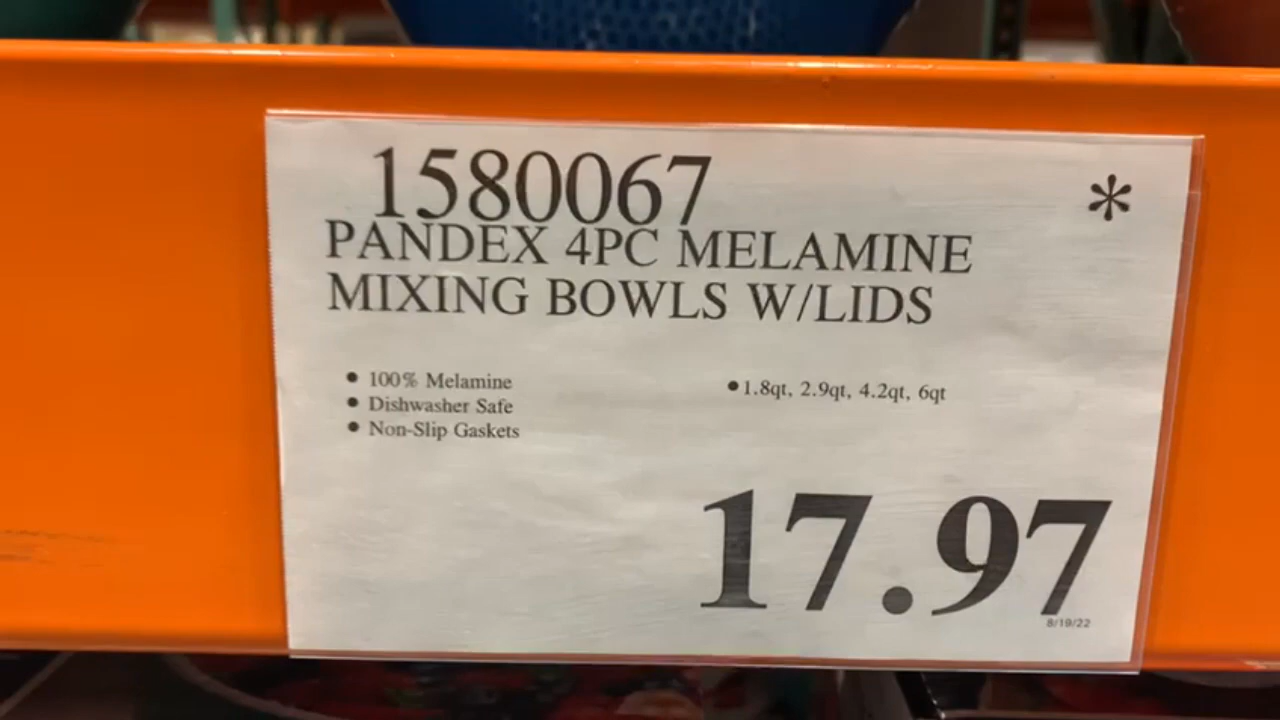 1580067
*
PANDEX 4PC MELAMINE
MIXING BOWLS W/LIDS
• 100% Melamine
• Dishwasher Safe
• Non-Slip Gaskets
• 1.8qt, 2.9qt, 4.2qt, 6qt
17.97
8/19/22